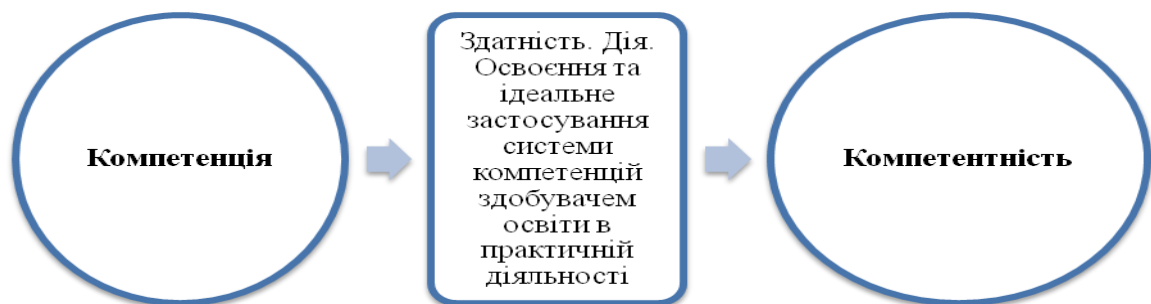 Компетенція
Здатність. Дія.
Освоєння та
ідеальне
застосування
системи
компетенцій
здобувачем
освіти в
практичній
діяльності
Компетентність